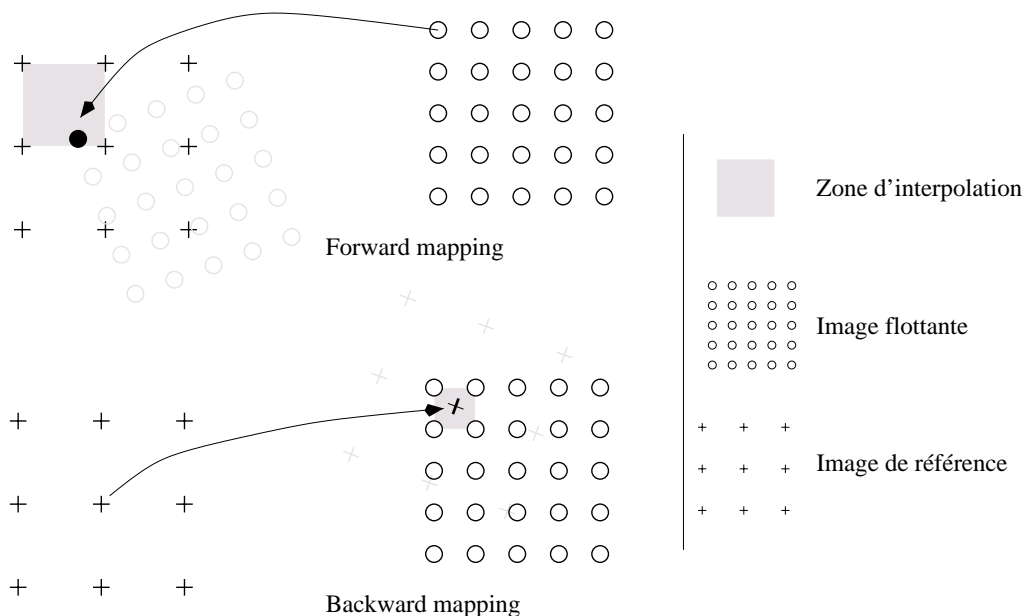 Forward mapping
Backward mapping
Zone d'interpolation
Image flottante
Image de référence